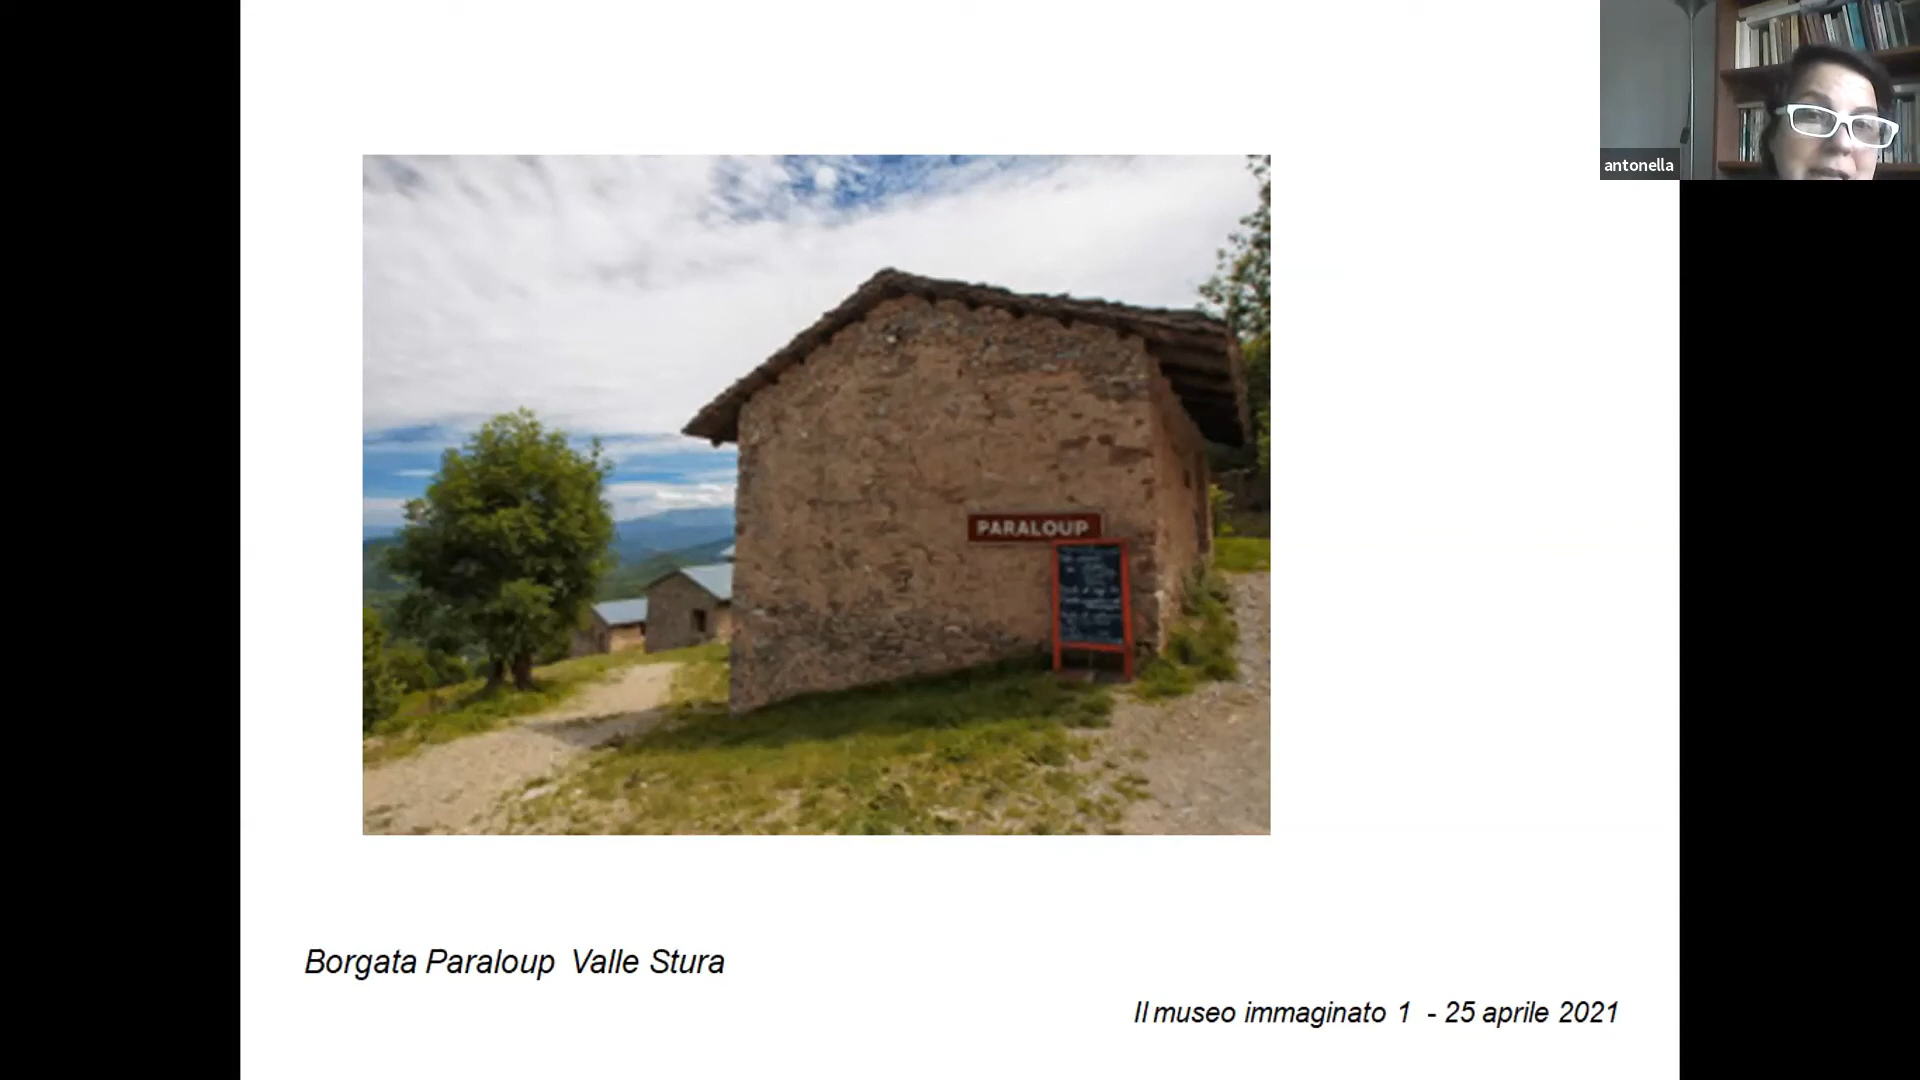 antonella
PARALOUP
Borgata Paraloup Valle Stura
Il museo immaginato 1 - 25 aprile 2021